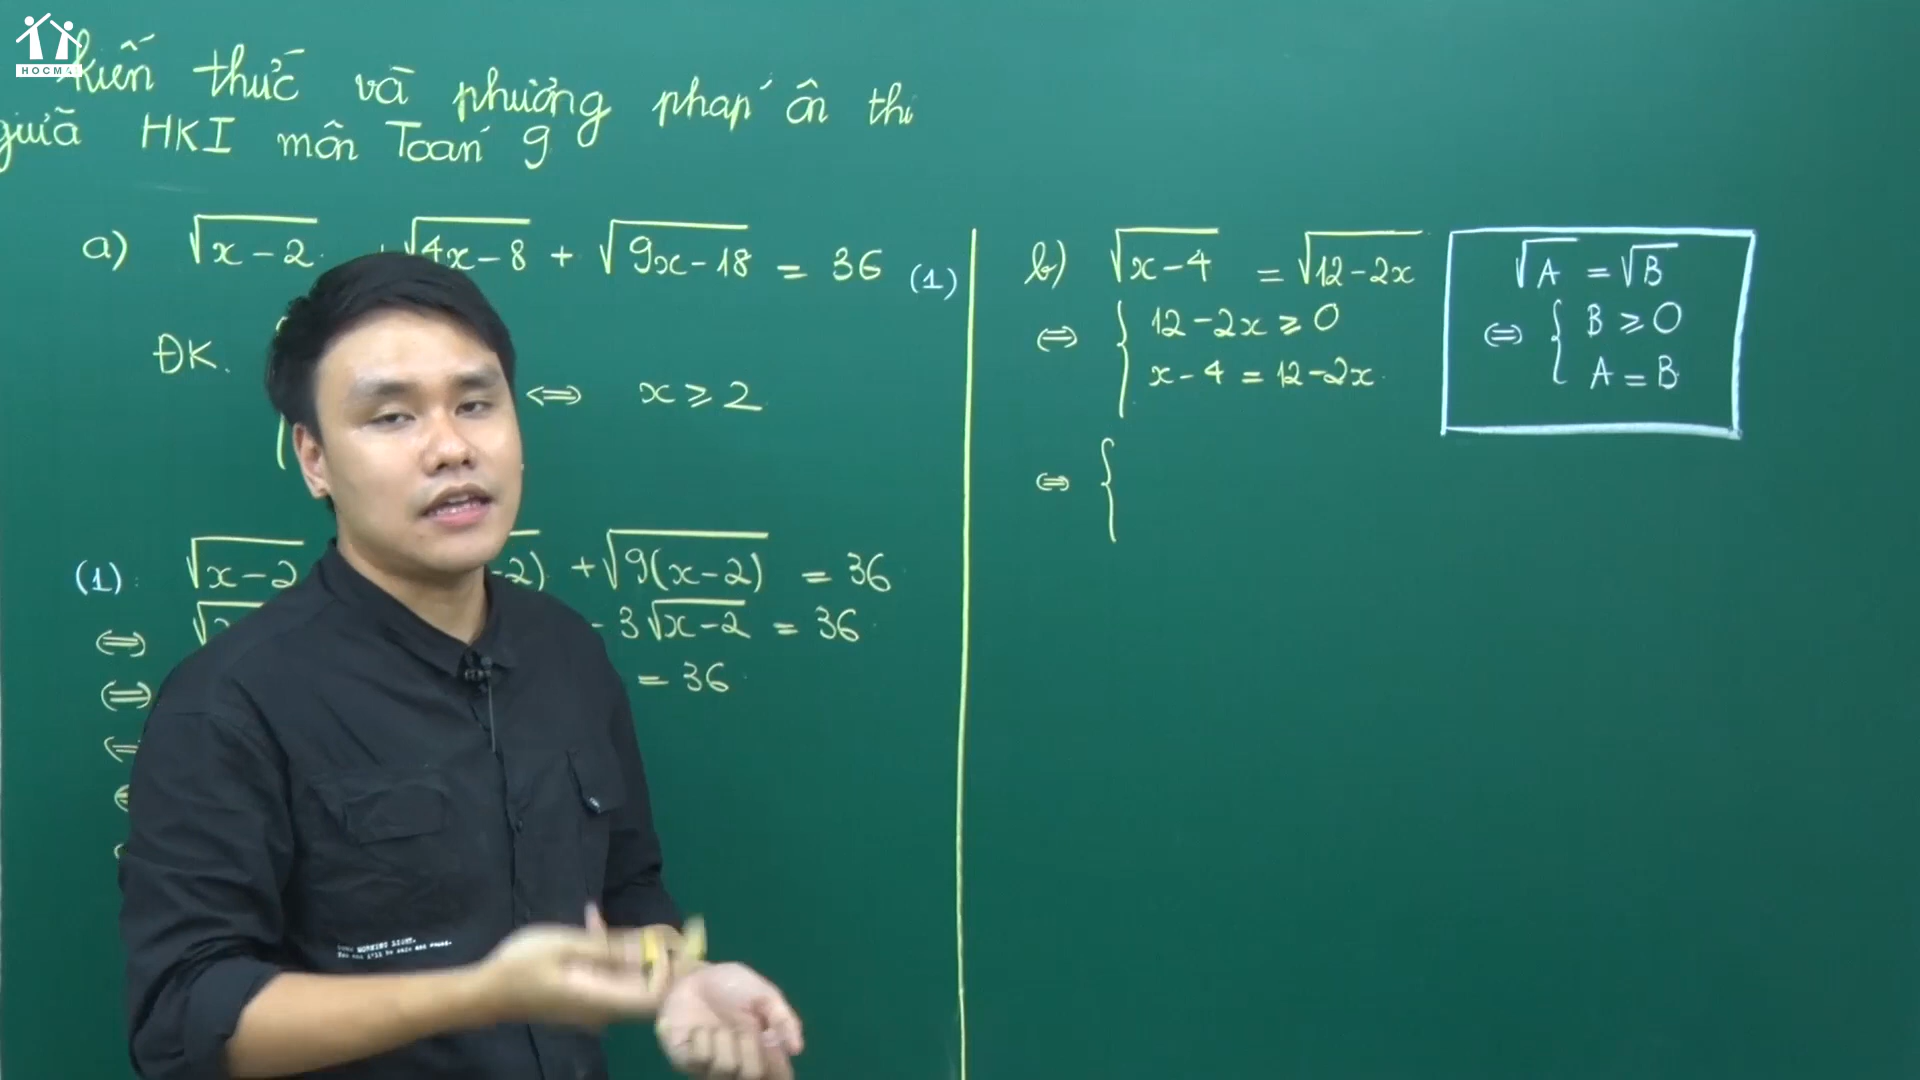 HOCMA
Kiến thức và phương pháp ôn thi
giữa HKI môn Toán 9
a) √(x-2) √(4x-8) + √(9x-18) = 36 (1)
ĐK.
⇔ x ≥ 2
(1): √(x-2) -2) + √(9(x-2)) = 36
⇔ 3√(x-2) = 36
⇔ = 36
b) √(x-4) = √(12-2x)
⇔ { 12-2x ≥ 0
x-4 = 12-2x
⇔ {
√A = √B
⇔ { B ≥ 0
A = B